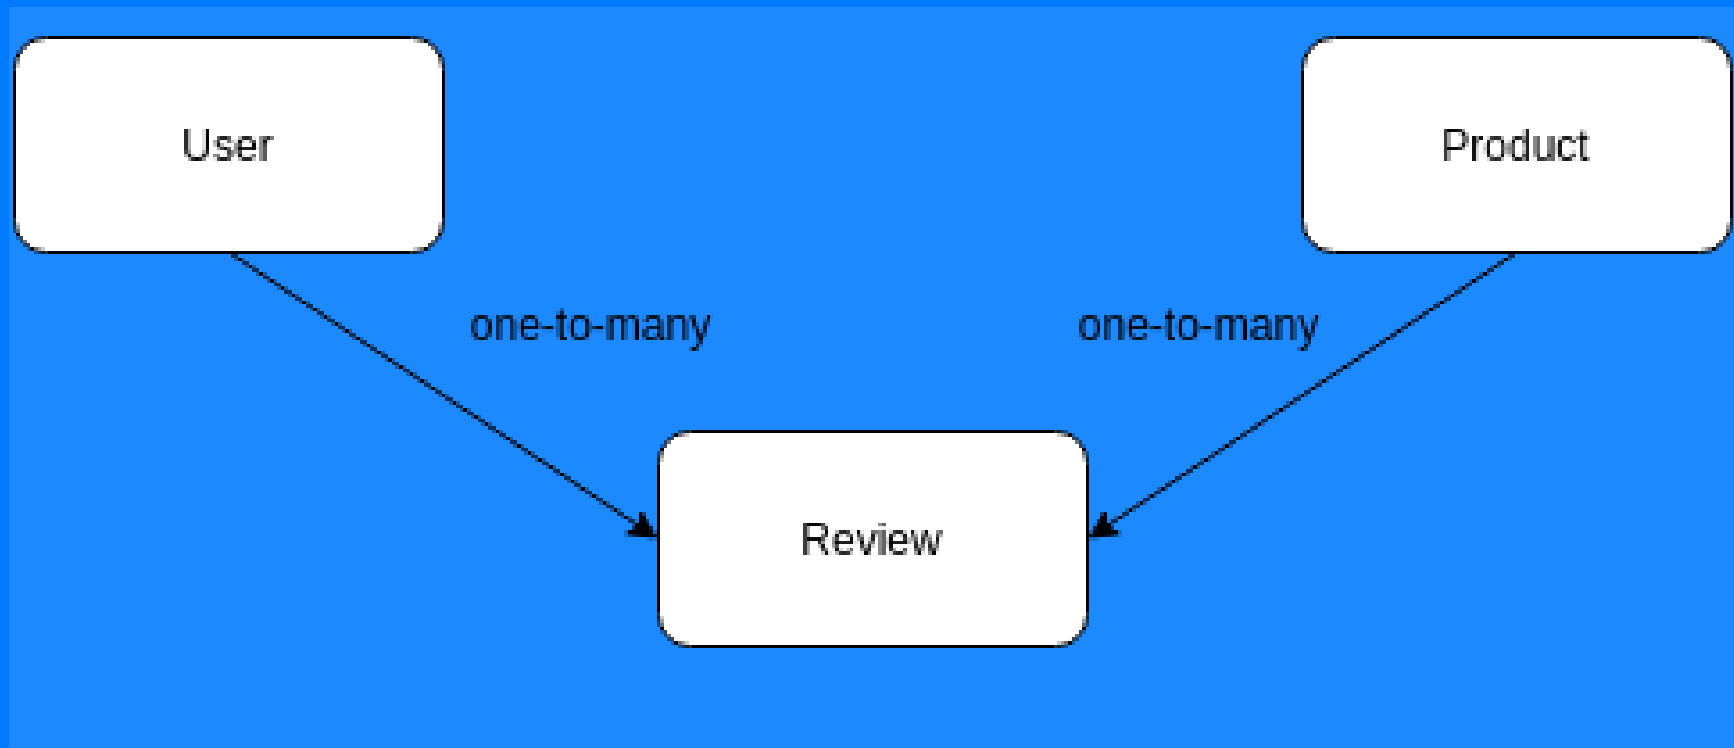 User
Product
one-to-many
one-to-many
Review